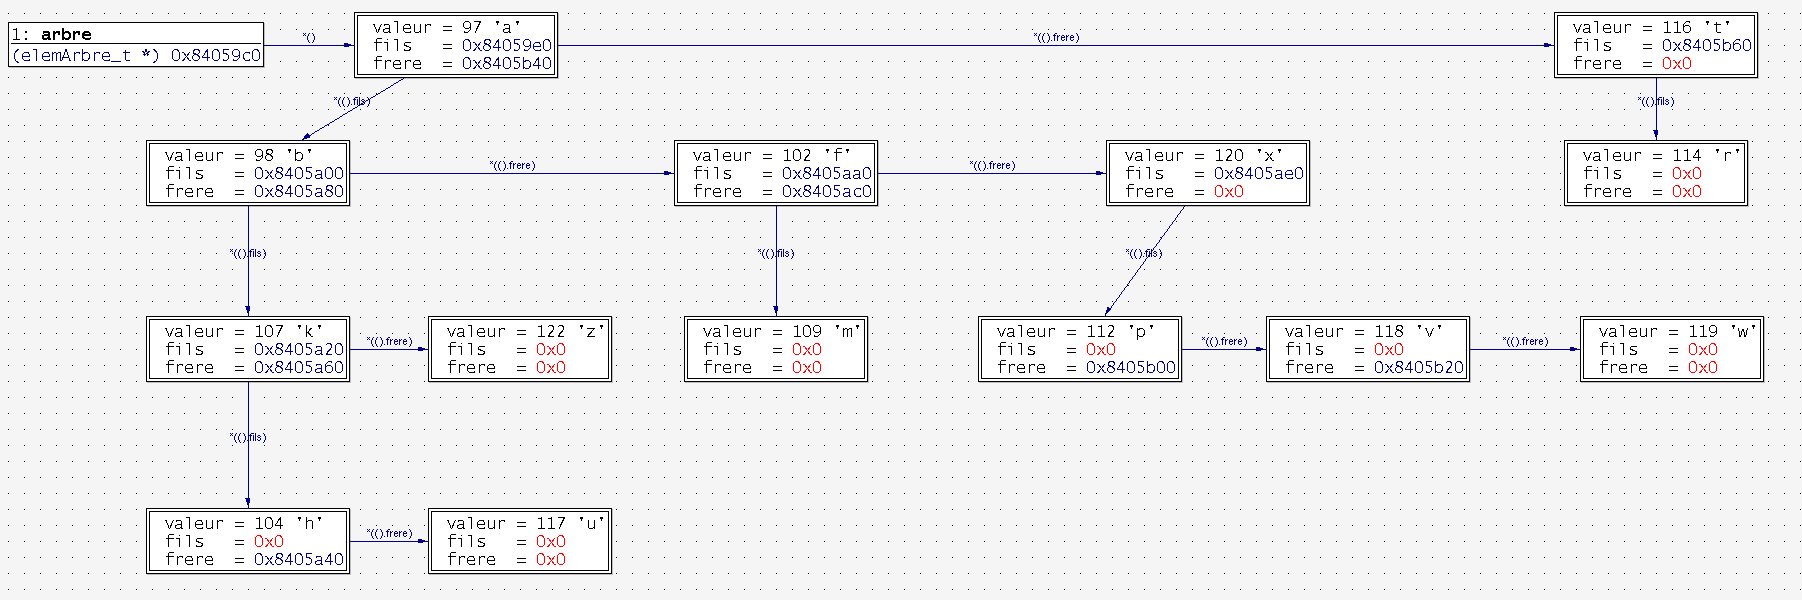 1: arbre
(elemArbre_t *) 0x84059c0
*()
valeur = 97 'a'
fils = 0x84059e0
frere = 0x8405b40
*(().frere)
valeur = 116 't'
fils = 0x8405b60
frere = 0x0
*(().fils)
*(().fils)
valeur = 98 'b'
fils = 0x8405a00
frere = 0x8405a80
*(().frere)
valeur = 102 'f'
fils = 0x8405aa0
frere = 0x8405ac0
*(().frere)
valeur = 120 'x'
fils = 0x8405ae0
frere = 0x0
valeur = 114 'r'
fils = 0x0
frere = 0x0
*(().fils)
*(().fils)
*(().fils)
valeur = 107 'k'
fils = 0x8405a20
frere = 0x8405a60
*(().frere)
valeur = 122 'z'
fils = 0x0
frere = 0x0
valeur = 109 'm'
fils = 0x0
frere = 0x0
valeur = 112 'p'
fils = 0x0
frere = 0x8405b00
*(().frere)
valeur = 118 'v'
fils = 0x0
frere = 0x8405b20
*(().frere)
valeur = 119 'w'
fils = 0x0
frere = 0x0
*(().fils)
valeur = 104 'h'
fils = 0x0
frere = 0x8405a40
*(().frere)
valeur = 117 'u'
fils = 0x0
frere = 0x0